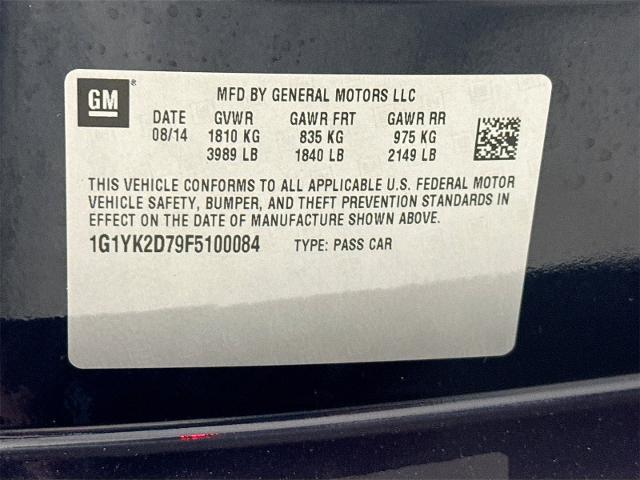 GM®
MFD BY GENERAL MOTORS LLC
DATE GVWR GAWR FRT GAWR RR
08/14 1810 KG 835 KG 975 KG
3989 LB 1840 LB 2149 LB
THIS VEHICLE CONFORMS TO ALL APPLICABLE U.S. FEDERAL MOTOR
VEHICLE SAFETY, BUMPER, AND THEFT PREVENTION STANDARDS IN
EFFECT ON THE DATE OF MANUFACTURE SHOWN ABOVE.
1G1YK2D79F5100084 TYPE: PASS CAR